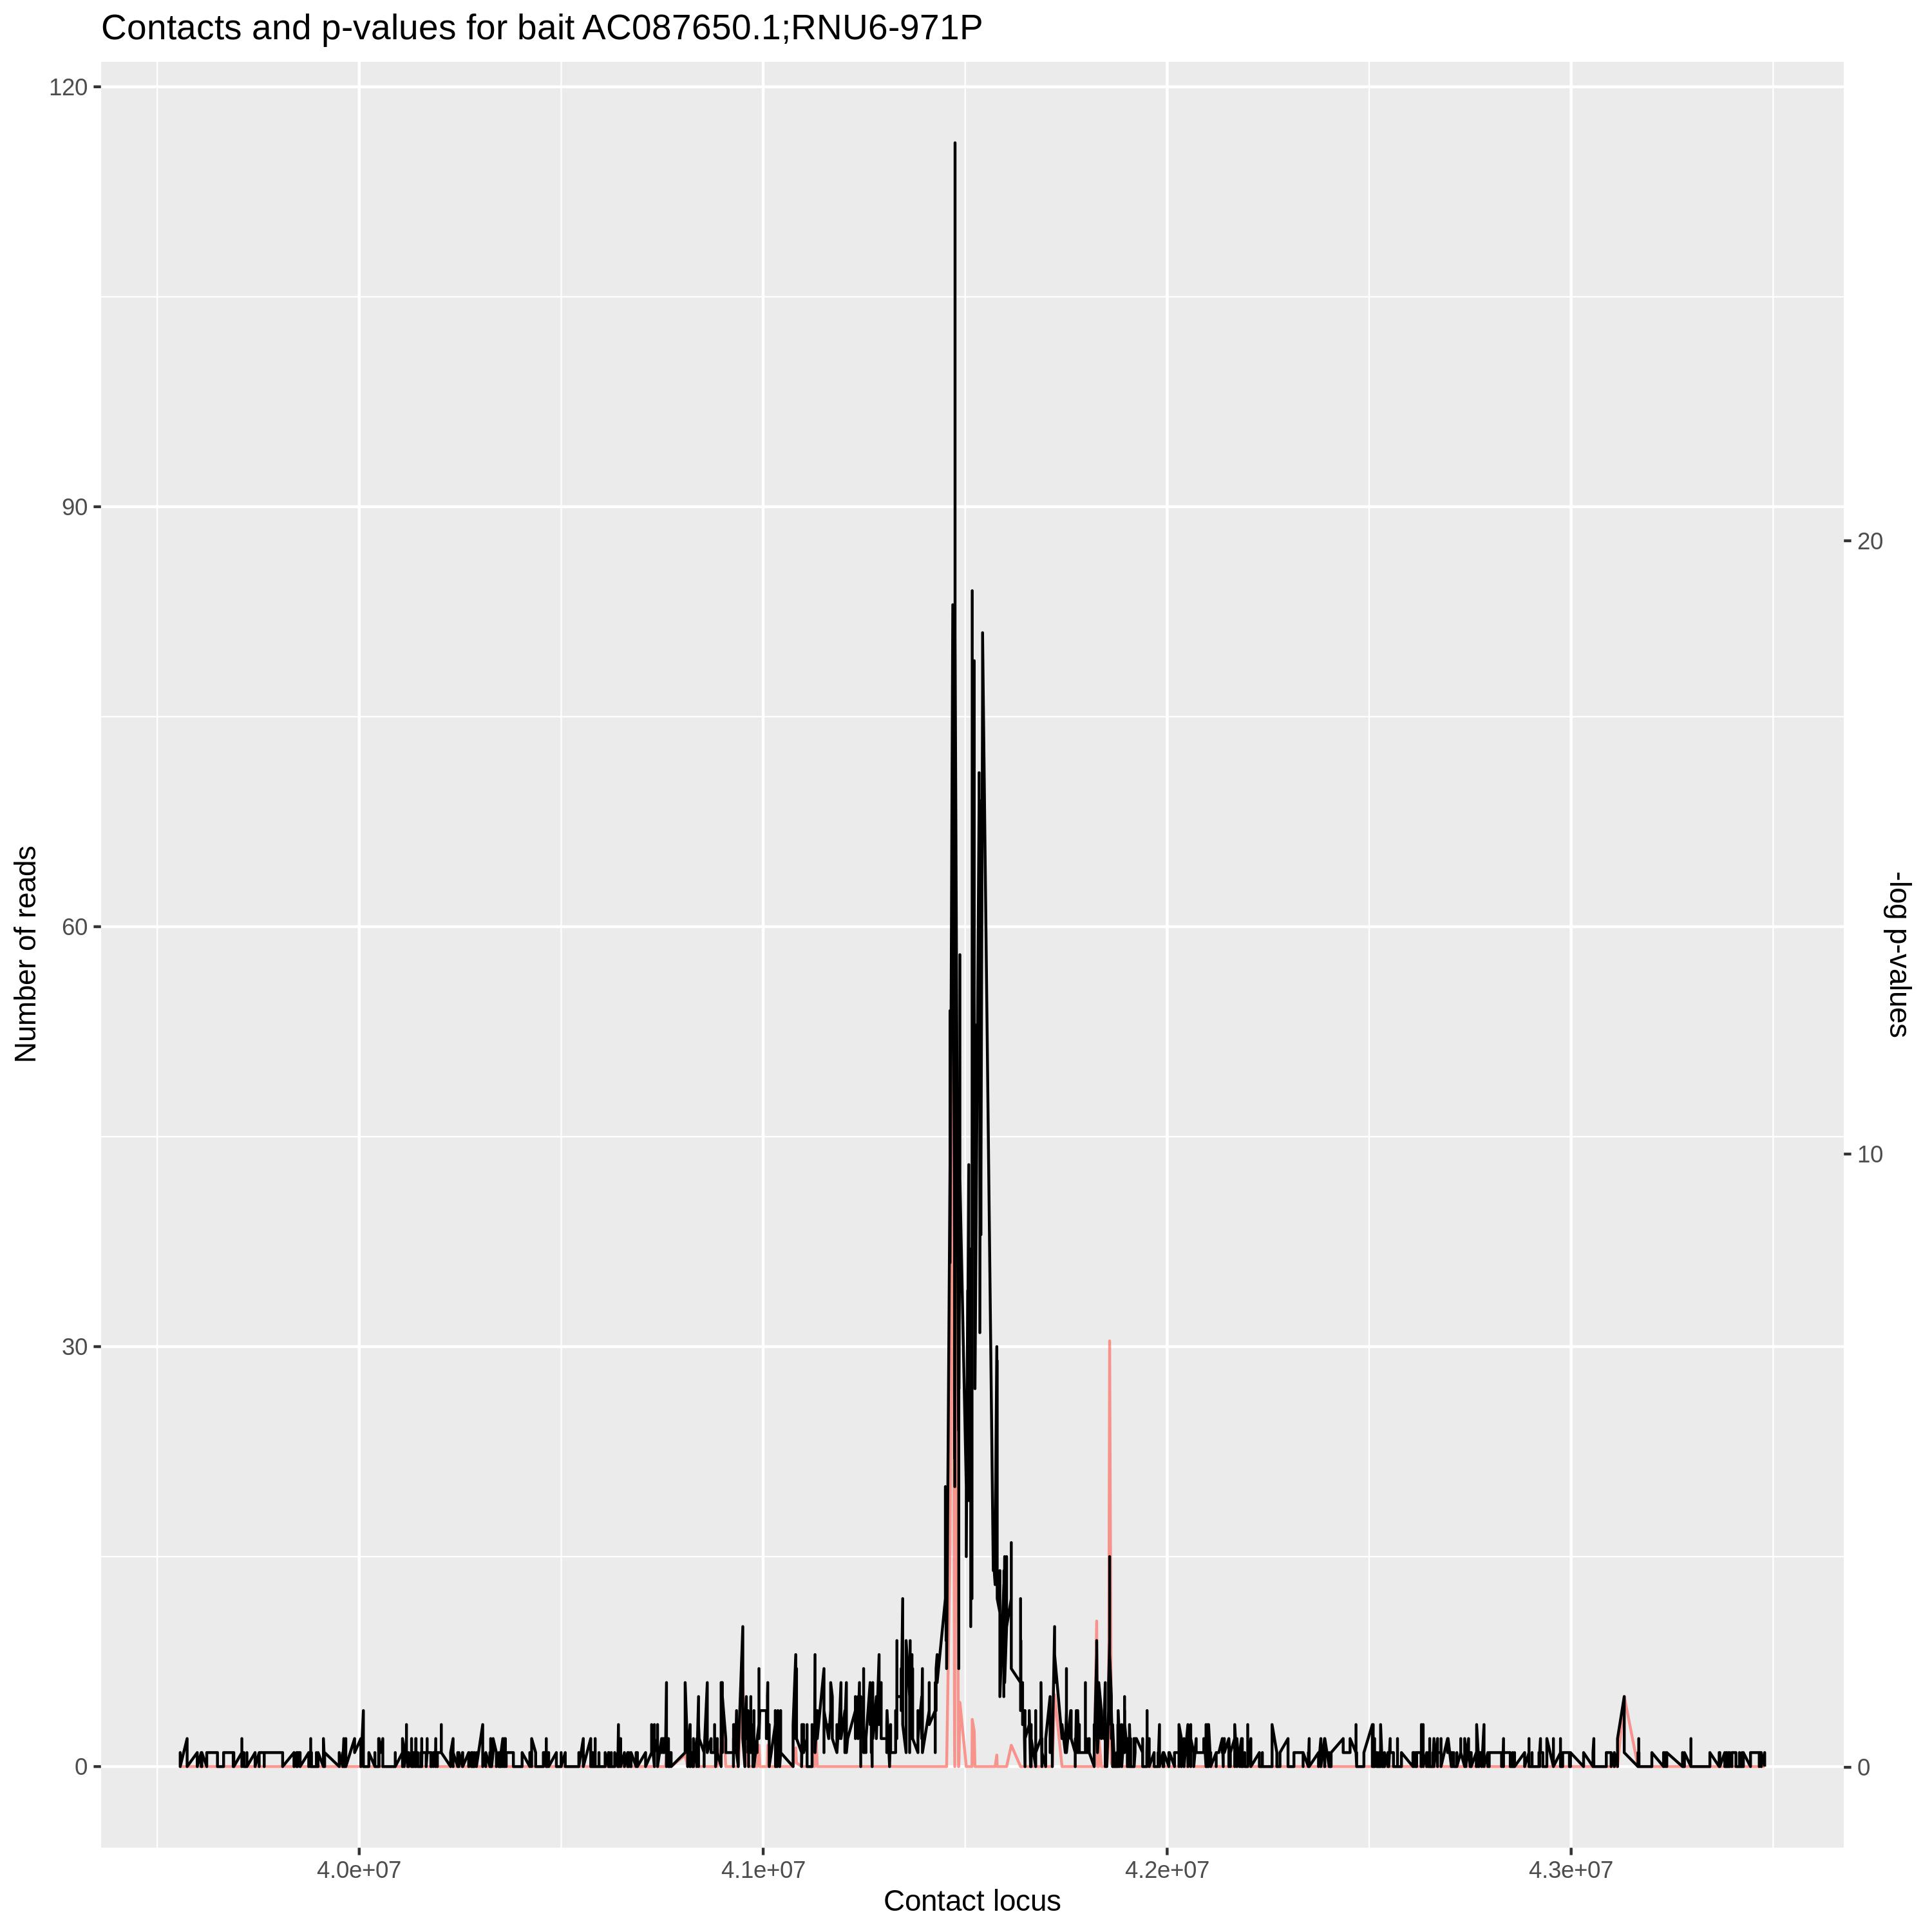 Contacts and p-values for bait AC087650.1;RNU6-971P
120
90
60
30
0
Number of reads
20
10
0
-log p-values
4.0e+07
4.1e+07
4.2e+07
4.3e+07
Contact locus